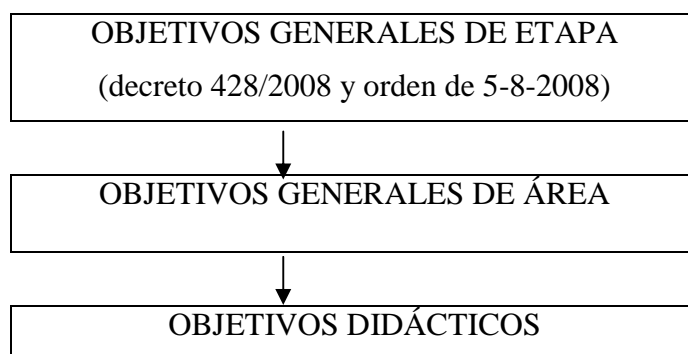 OBJETIVOS GENERALES DE ETAPA
(decreto 428/2008 y orden de 5-8-2008)
OBJETIVOS GENERALES DE ÁREA
OBJETIVOS DIDÁCTICOS